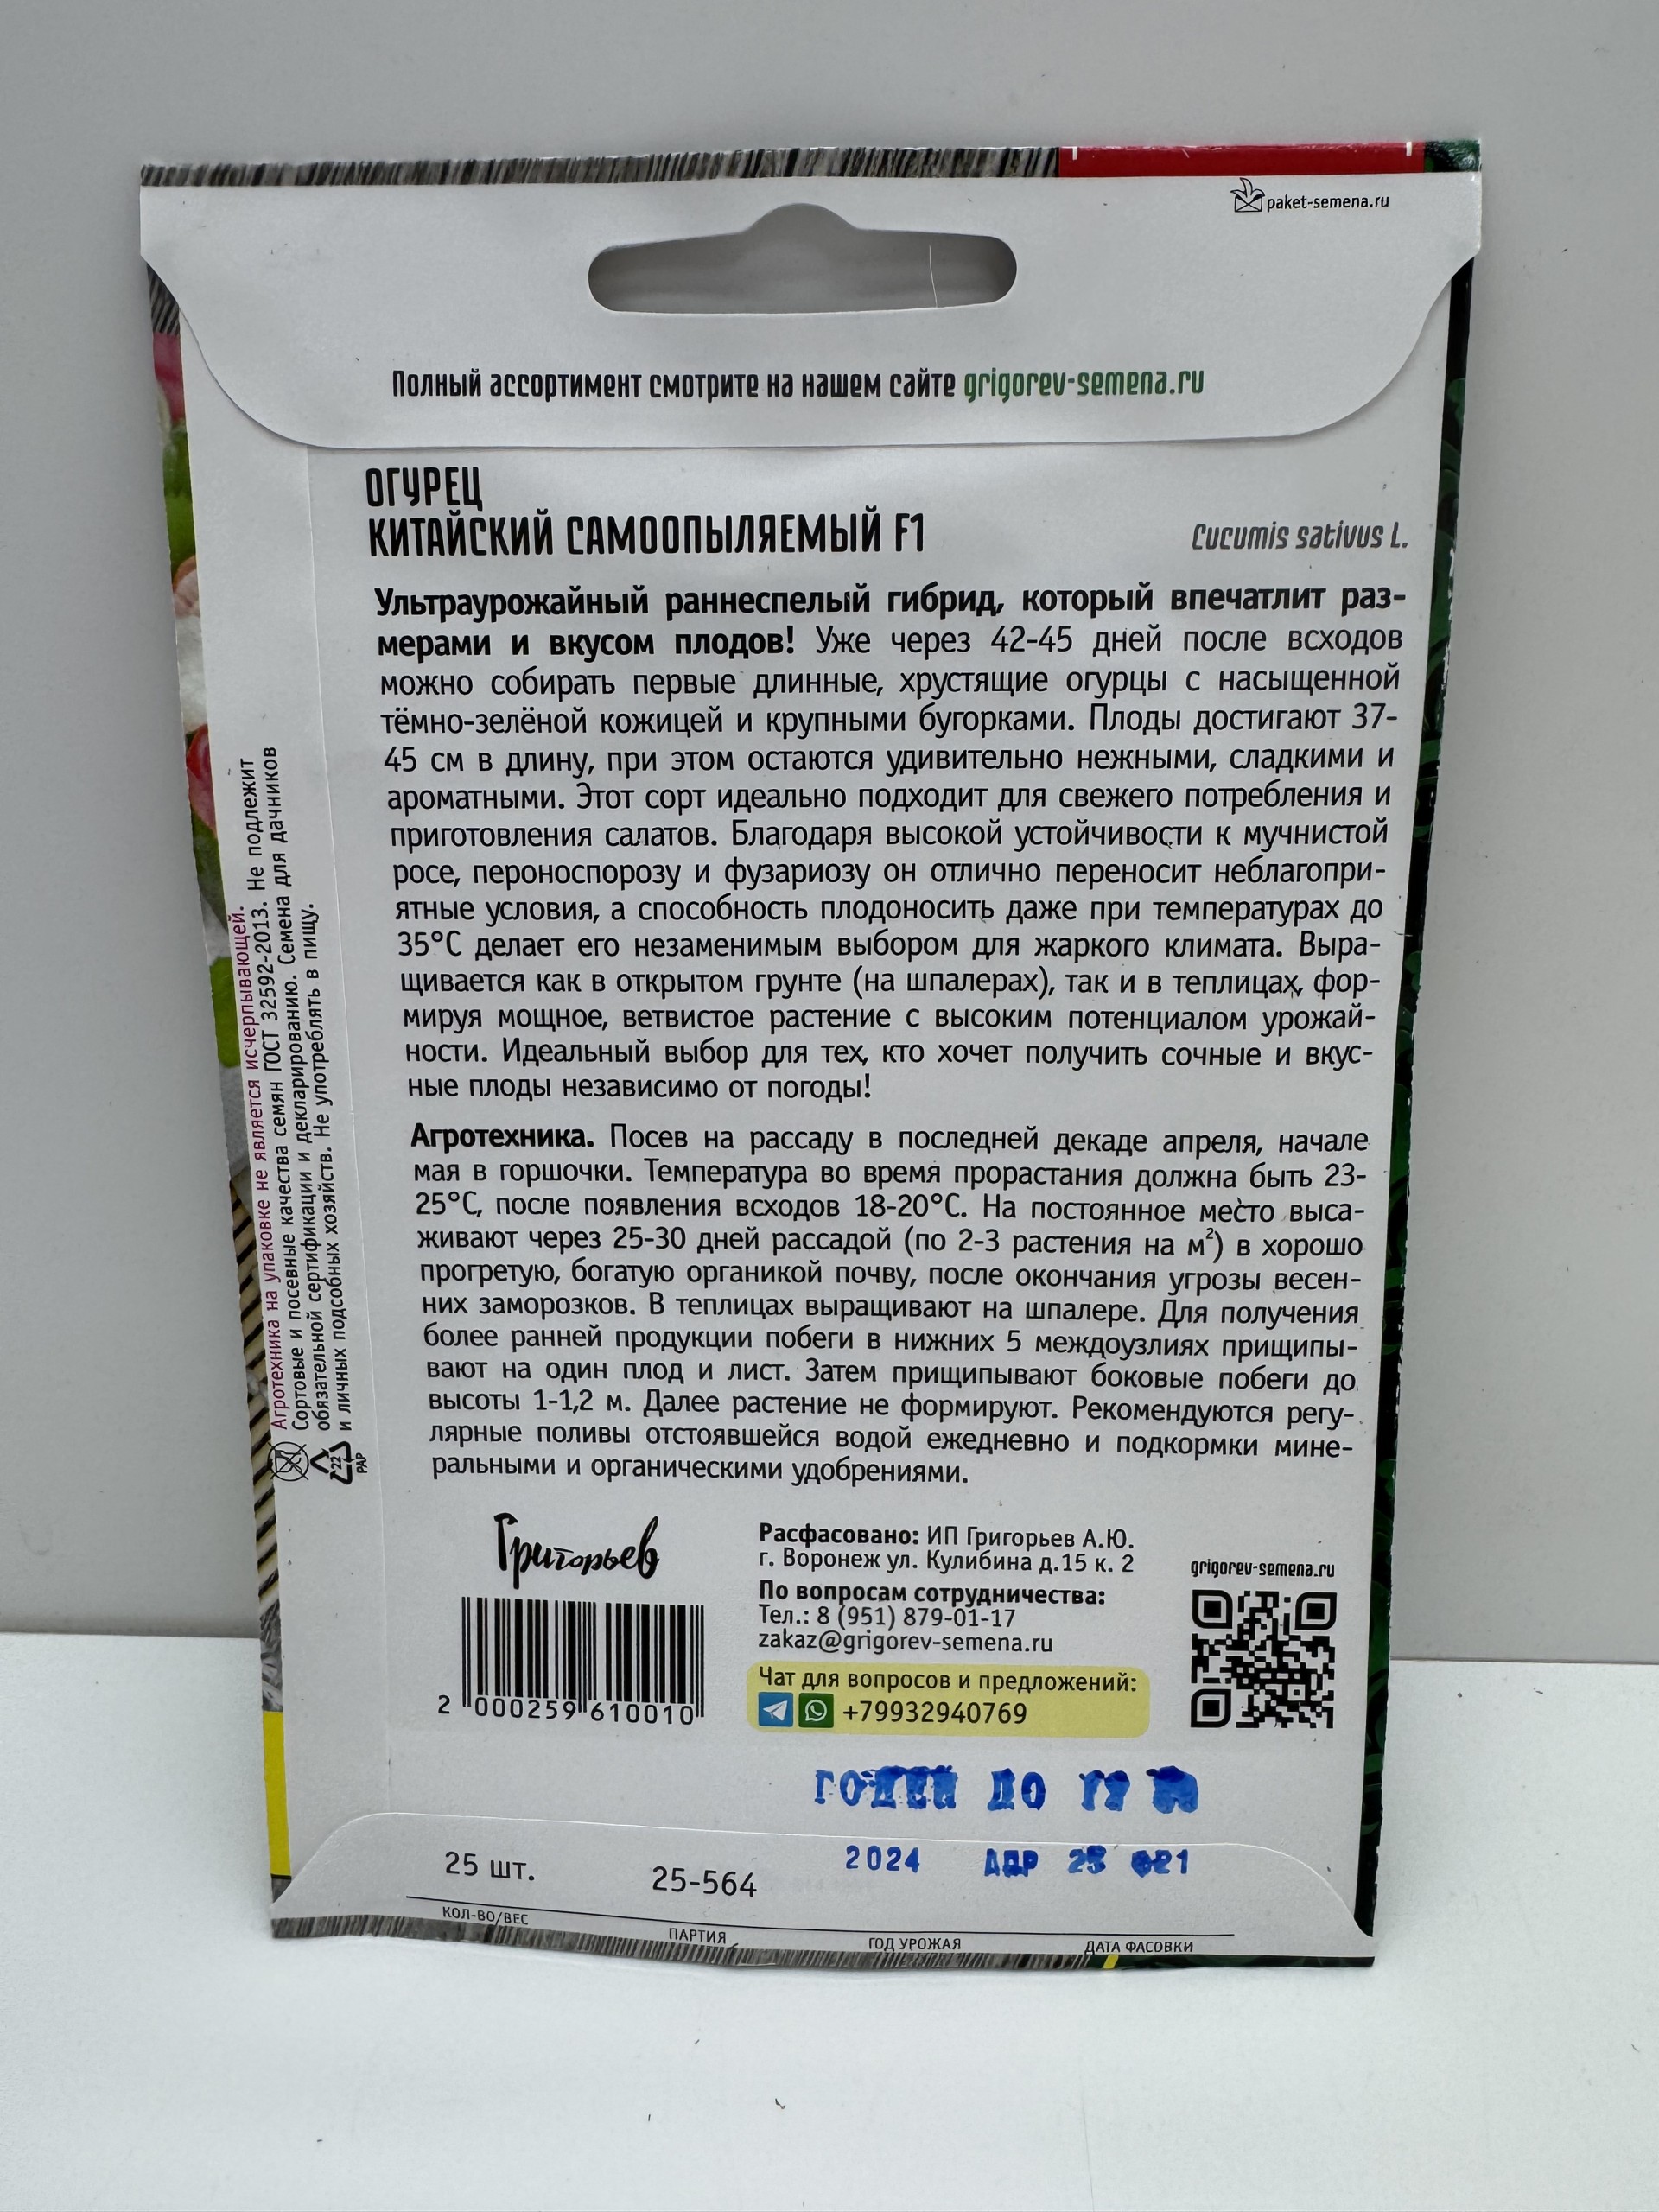 paket-semena.ru
Полный ассортимент смотрите на нашем сайте grigorev-semena.ru
ОГУРЕЦ
КИТАЙСКИЙ САМООПЫЛЯЕМЫЙ F1
Cucumis sativus L.
Ультраурожайный раннеспелый гибрид, который впечатлит раз-
мерами и вкусом плодов! Уже через 42-45 дней после всходов
можно собирать первые длинные, хрустящие огурцы с насыщенной
тёмно-зелёной кожицей и крупными бугорками. Плоды достигают 37-
45 см в длину, при этом остаются удивительно нежными, сладкими и
ароматными. Этот сорт идеально подходит для свежего потребления и
приготовления салатов. Благодаря высокой устойчивости к мучнистой
росе, пероноспорозу и фузариозу он отлично переносит неблагопри-
ятные условия, а способность плодоносить даже при температурах до
35°С делает его незаменимым выбором для жаркого климата. Выра-
щивается как в открытом грунте (на шпалерах), так и в теплицах, фор-
мируя мощное, ветвистое растение с высоким потенциалом урожай-
ности. Идеальный выбор для тех, кто хочет получить сочные и вкус-
ные плоды независимо от погоды!
Агротехника. Посев на рассаду в последней декаде апреля, начале
мая в горшочки. Температура во время прорастания должна быть 23-
25°С, после появления всходов 18-20°С. На постоянное место выса-
живают через 25-30 дней рассадой (по 2-3 растения на м²) в хорошо
прогретую, богатую органикой почву, после окончания угрозы весен-
них заморозков. В теплицах выращивают на шпалере. Для получения
более ранней продукции побеги в нижних 5 междоузлиях прищипы-
вают на один плод и лист. Затем прищипывают боковые побеги до
высоты 1-1,2 м. Далее растение не формируют. Рекомендуются регу-
лярные поливы отстоявшейся водой ежедневно и подкормки мине-
ральными и органическими удобрениями.
Агротехника на упаковке не является исчерпывающей.
Сортовые и посевные качества семян ГОСТ 32592-2013. Не подлежит
обязательной сертификации и декларированию. Семена для дачников
и личных подсобных хозяйств. Не употреблять в пищу.
22
PAP
Григорьев
2 000259 610010
Расфасовано: ИП Григорьев А.Ю.
г. Воронеж ул. Кулибина д.15 к. 2
По вопросам сотрудничества:
Тел.: 8 (951) 879-01-17
zakaz@grigorev-semena.ru
Чат для вопросов и предложений:
+79932940769
grigorev-semena.ru
ГОДЕН ДО
25 шт.
25-564
2024
АПР
КОЛ-ВО/ВЕС
ПАРТИЯ
ГОД УРОЖАЯ
ДАТА ФАСОВКИ